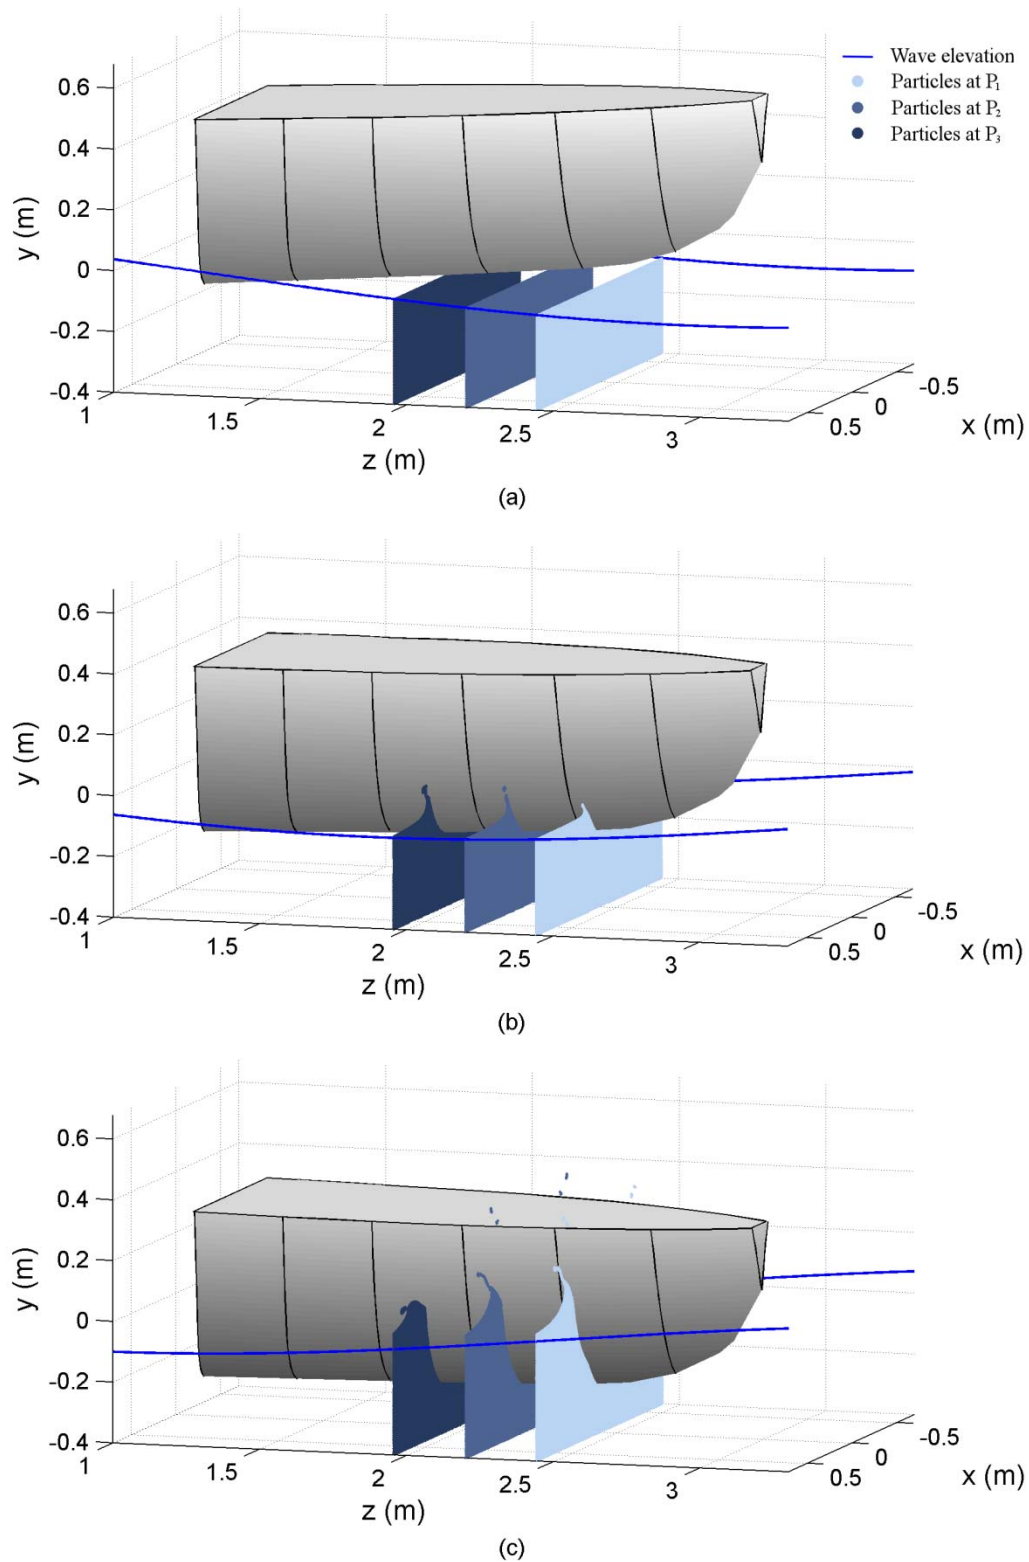 Wave elevation
Particles at P₁
Particles at P₂
Particles at P₃
0.6
0.4
0.2
0
-0.2
-0.4
y (m)
1
1.5
2
2.5
3
z (m)
0.5
0
-0.5
x (m)
(a)
0.6
0.4
0.2
0
-0.2
-0.4
y (m)
1
1.5
2
2.5
3
z (m)
0.5
0
-0.5
x (m)
(b)
0.6
0.4
0.2
0
-0.2
-0.4
y (m)
1
1.5
2
2.5
3
z (m)
0.5
0
-0.5
x (m)
(c)